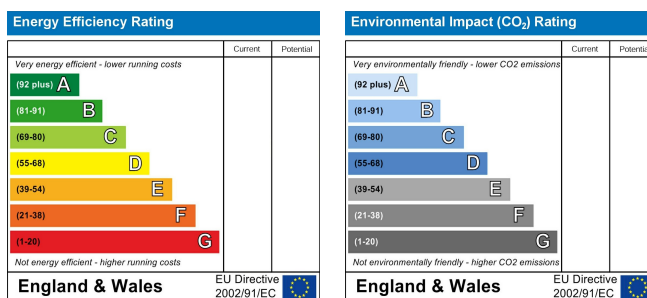 Energy Efficiency Rating
Current Potential
Very energy efficient - lower running costs
(92 plus) A
(81-91) B
(69-80) C
(55-68) D
(39-54) E
(21-38) F
(1-20) G
Not energy efficient - higher running costs
England & Wales
EU Directive
2002/91/EC
Environmental Impact (CO₂) Rating
Current Potential
Very environmentally friendly - lower CO2 emissions
(92 plus) A
(81-91) B
(69-80) C
(55-68) D
(39-54) E
(21-38) F
(1-20) G
Not environmentally friendly - higher CO2 emissions
England & Wales
EU Directive
2002/91/EC